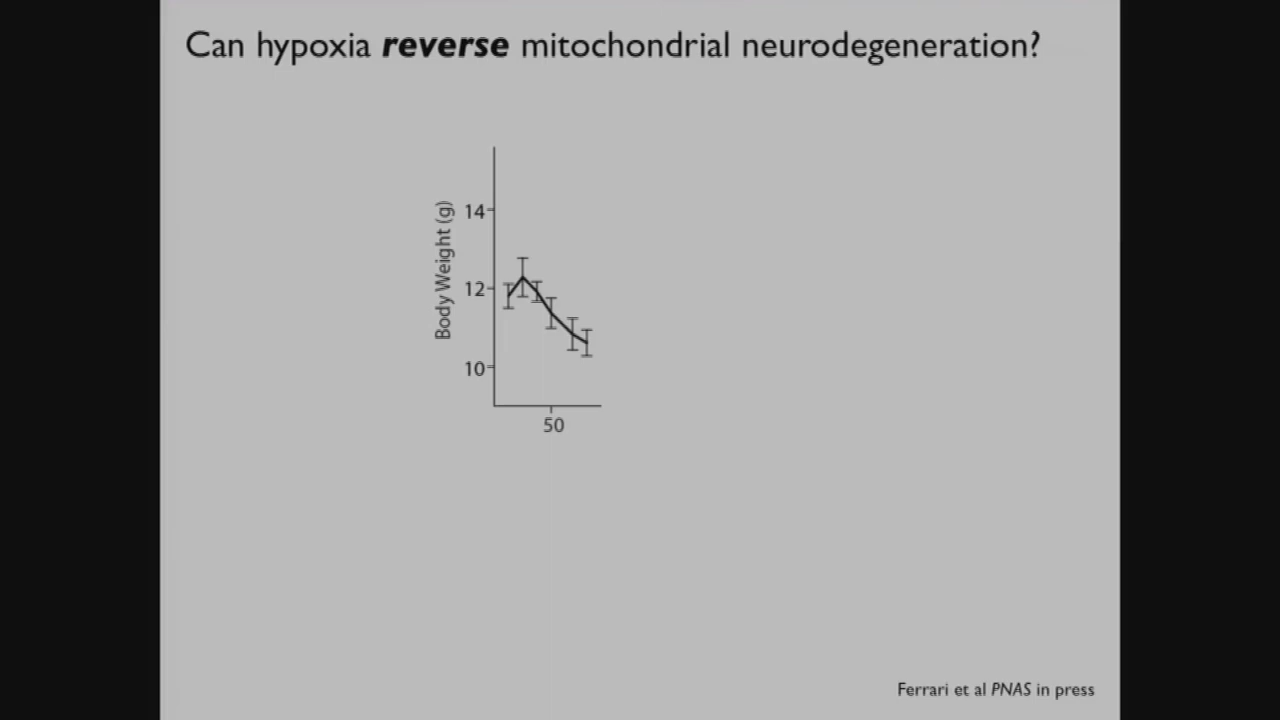 Can hypoxia reverse mitochondrial neurodegeneration?
Body Weight (g)
14
12
10
50
Ferrari et al PNAS in press